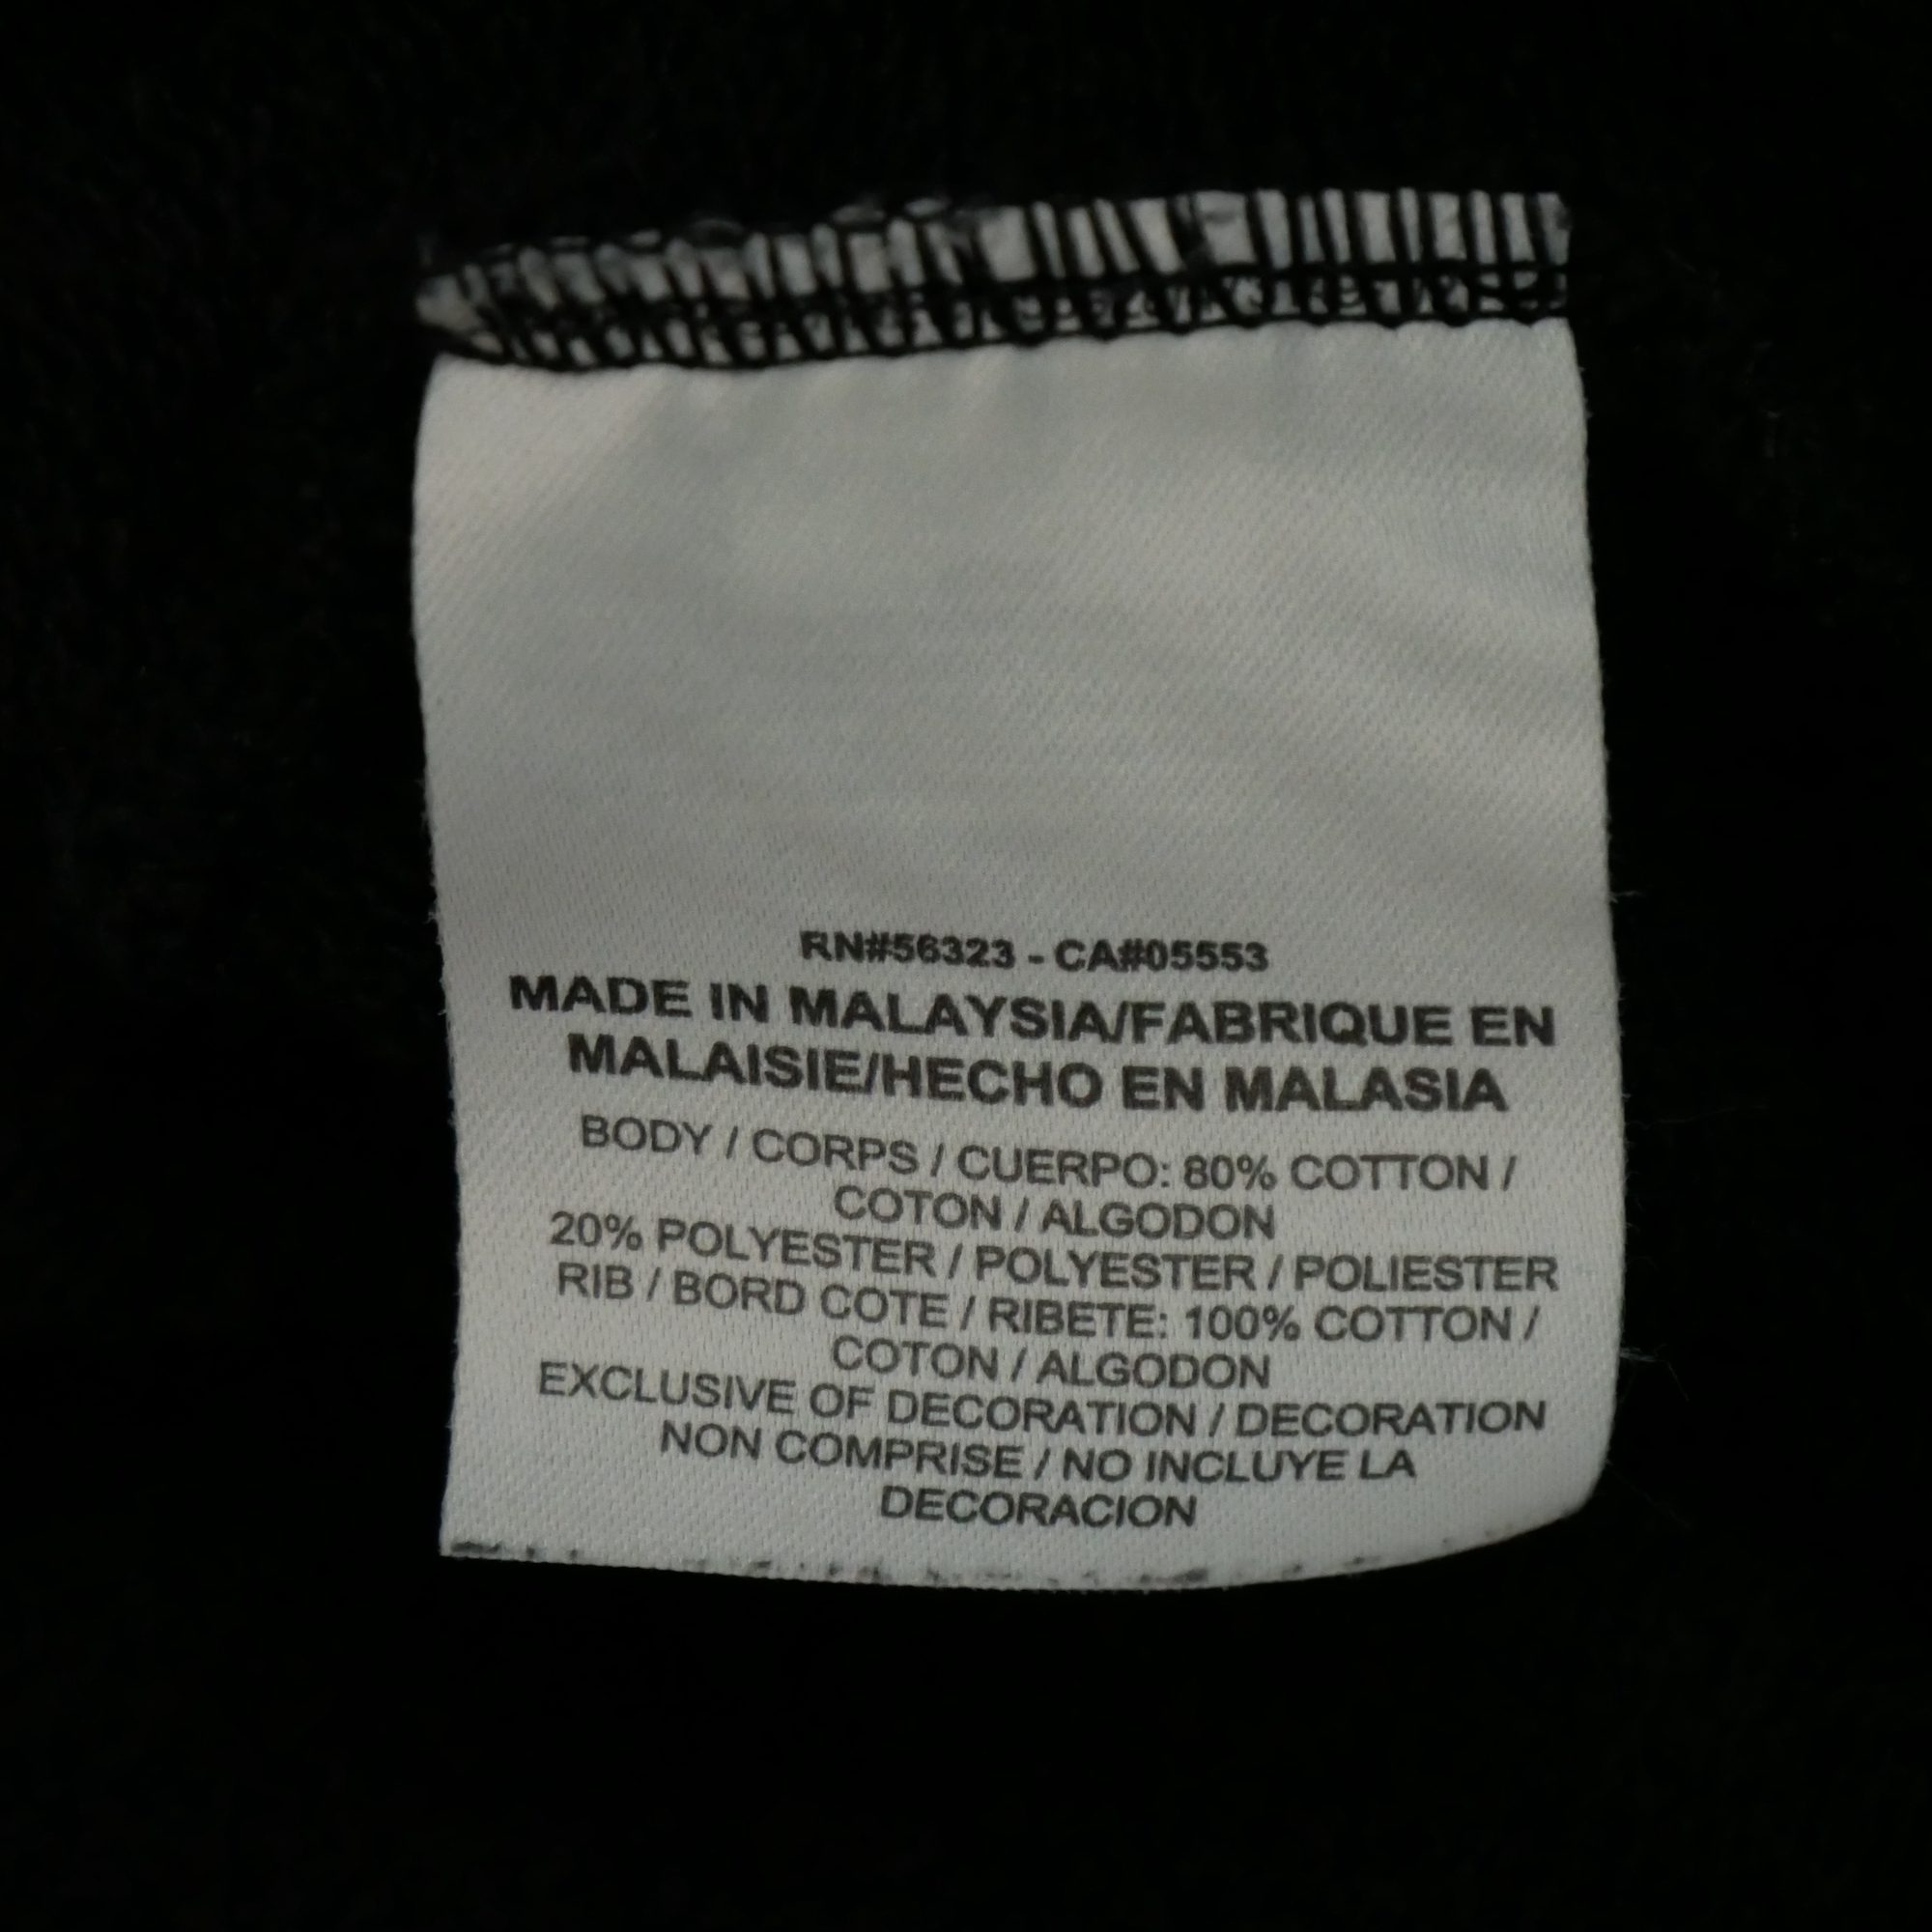 RN#56323 - CA#05553
MADE IN MALAYSIA/FABRIQUE EN
MALAISIE/HECHO EN MALASIA
BODY / CORPS / CUERPO: 80% COTTON /
COTON / ALGODON
20% POLYESTER / POLYESTER / POLIESTER
RIB / BORD COTE / RIBETE: 100% COTTON /
COTON / ALGODON
EXCLUSIVE OF DECORATION / DECORATION
NON COMPRISE / NO INCLUYE LA
DECORACION